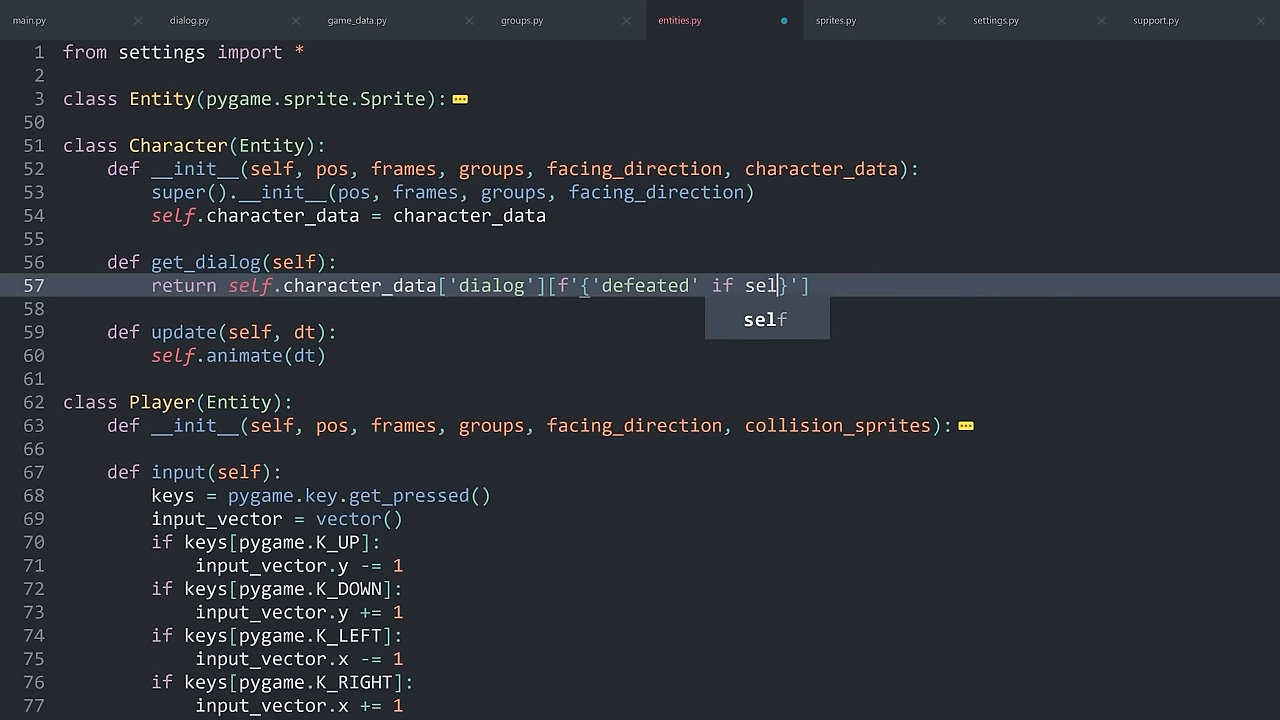 main.py dialog.py game_data.py groups.py entities.py sprites.py settings.py support.py
1 from settings import *
2
3 class Entity(pygame.sprite.Sprite):
50
51 class Character(Entity):
52     def __init__(self, pos, frames, groups, facing_direction, character_data):
53         super().__init__(pos, frames, groups, facing_direction)
54         self.character_data = character_data
55
56     def get_dialog(self):
57         return self.character_data['dialog'][f'{'defeated' if sel}']
self
58
59     def update(self, dt):
60         self.animate(dt)
61
62 class Player(Entity):
63     def __init__(self, pos, frames, groups, facing_direction, collision_sprites):
66
67     def input(self):
68         keys = pygame.key.get_pressed()
69         input_vector = vector()
70         if keys[pygame.K_UP]:
71             input_vector.y -= 1
72         if keys[pygame.K_DOWN]:
73             input_vector.y += 1
74         if keys[pygame.K_LEFT]:
75             input_vector.x -= 1
76         if keys[pygame.K_RIGHT]:
77             input_vector.x += 1